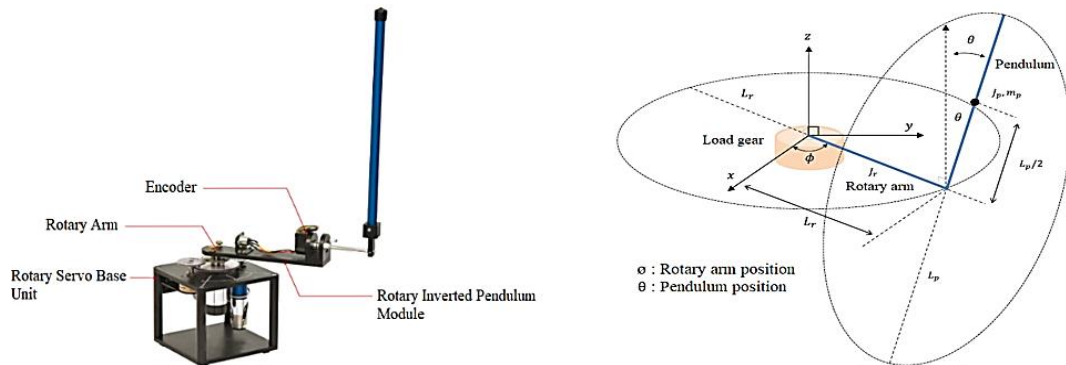 Encoder
Rotary Arm
Rotary Servo Base
Unit
Rotary Inverted Pendulum
Module
z
θ
Pendulum
L_r
J_p, m_p
θ
Load gear
y
L_p/2
ϕ
x
J_r
Rotary arm
L_r
L_p
ø : Rotary arm position
θ : Pendulum position